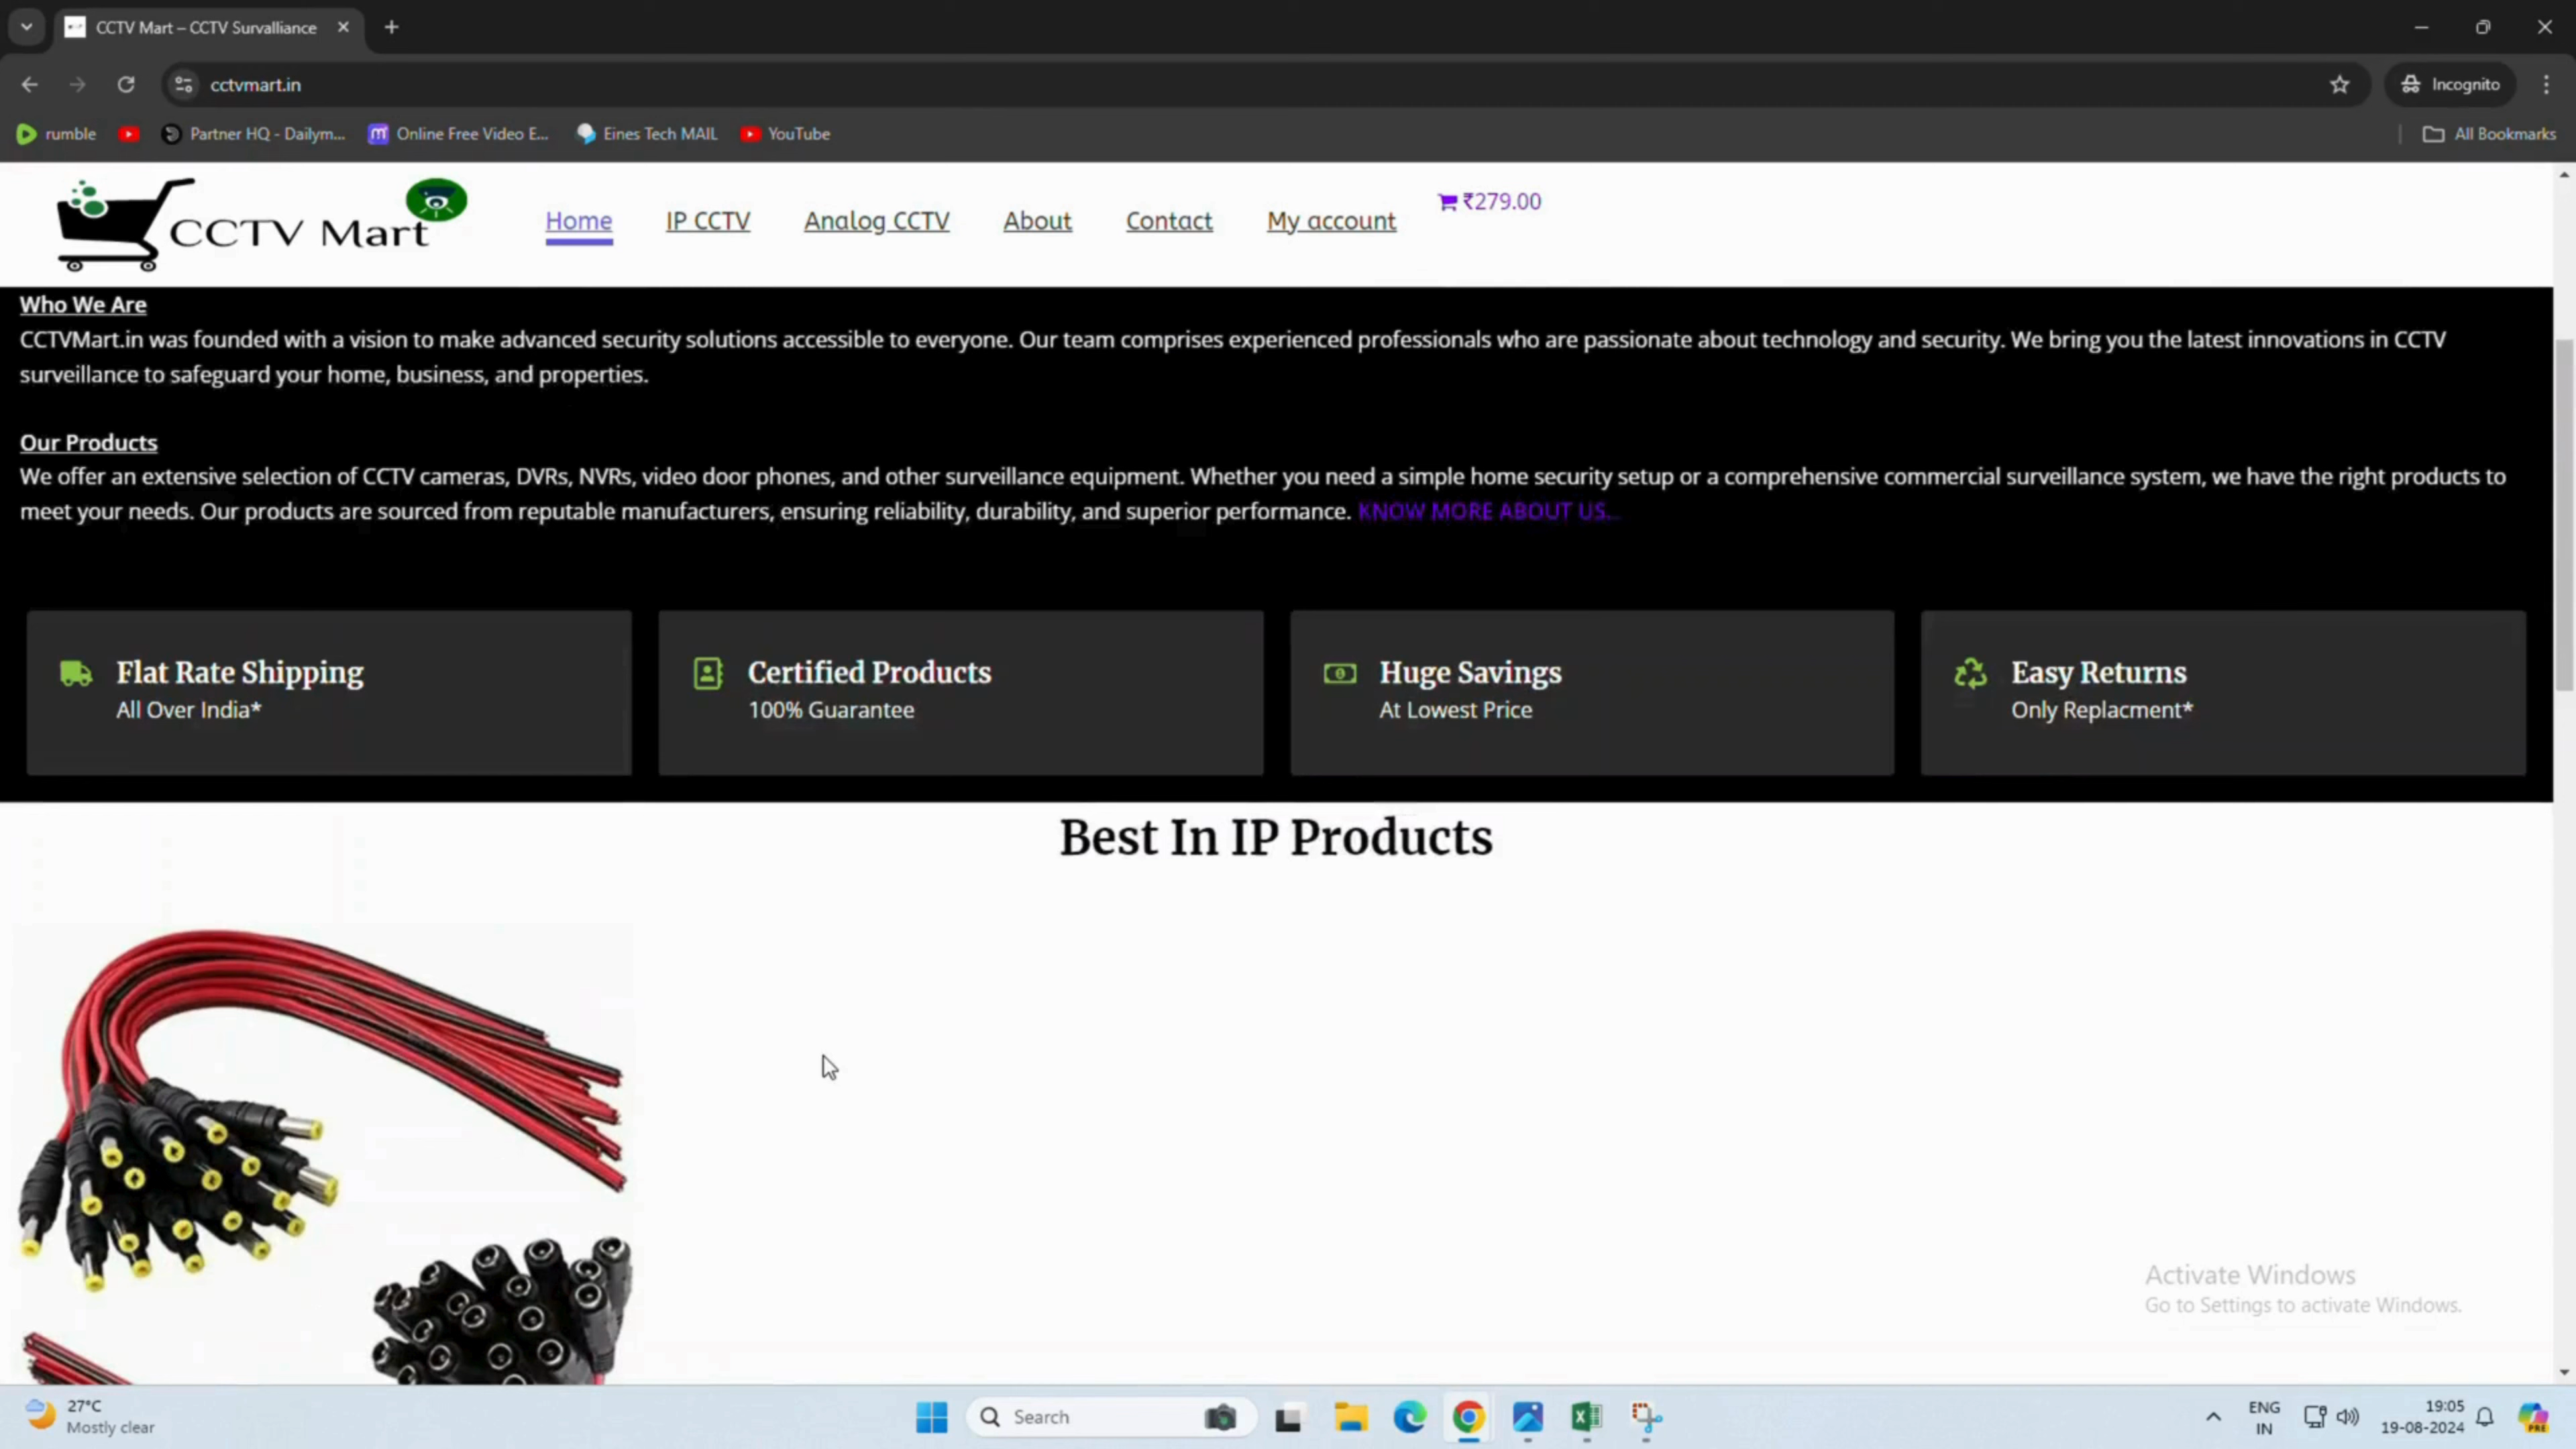 CCTV Mart – CCTV Survalliance
cctvmart.in
Incognito
rumble
Partner HQ - Dailym...
Online Free Video E...
Eines Tech MAIL
YouTube
All Bookmarks
CCTV Mart
Home
IP CCTV
Analog CCTV
About
Contact
My account
₹279.00
Who We Are
CCTVMart.in was founded with a vision to make advanced security solutions accessible to everyone. Our team comprises experienced professionals who are passionate about technology and security. We bring you the latest innovations in CCTV
surveillance to safeguard your home, business, and properties.
Our Products
We offer an extensive selection of CCTV cameras, DVRs, NVRs, video door phones, and other surveillance equipment. Whether you need a simple home security setup or a comprehensive commercial surveillance system, we have the right products to
meet your needs. Our products are sourced from reputable manufacturers, ensuring reliability, durability, and superior performance. KNOW MORE ABOUT US...
Flat Rate Shipping
All Over India*
Certified Products
100% Guarantee
Huge Savings
At Lowest Price
Easy Returns
Only Replacment*
Best In IP Products
Activate Windows
Go to Settings to activate Windows.
27°C
Mostly clear
Search
ENG
IN
19:05
19-08-2024
PRE